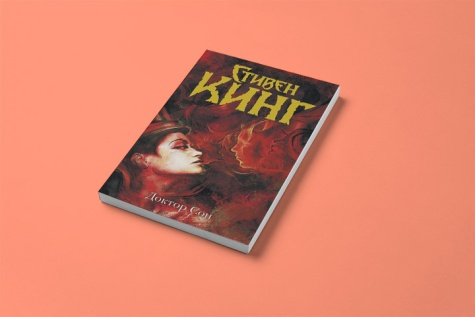 Стивен
Кинг
Доктор Сон